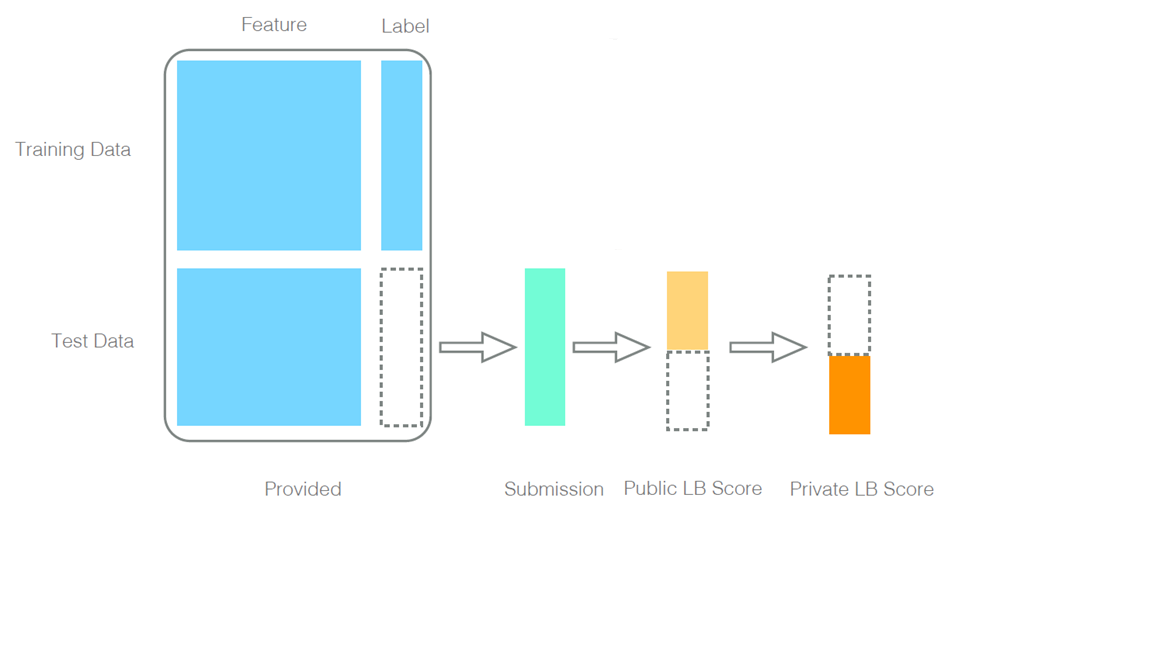 Feature
Label
Training Data
Test Data
Provided
Submission
Public LB Score
Private LB Score